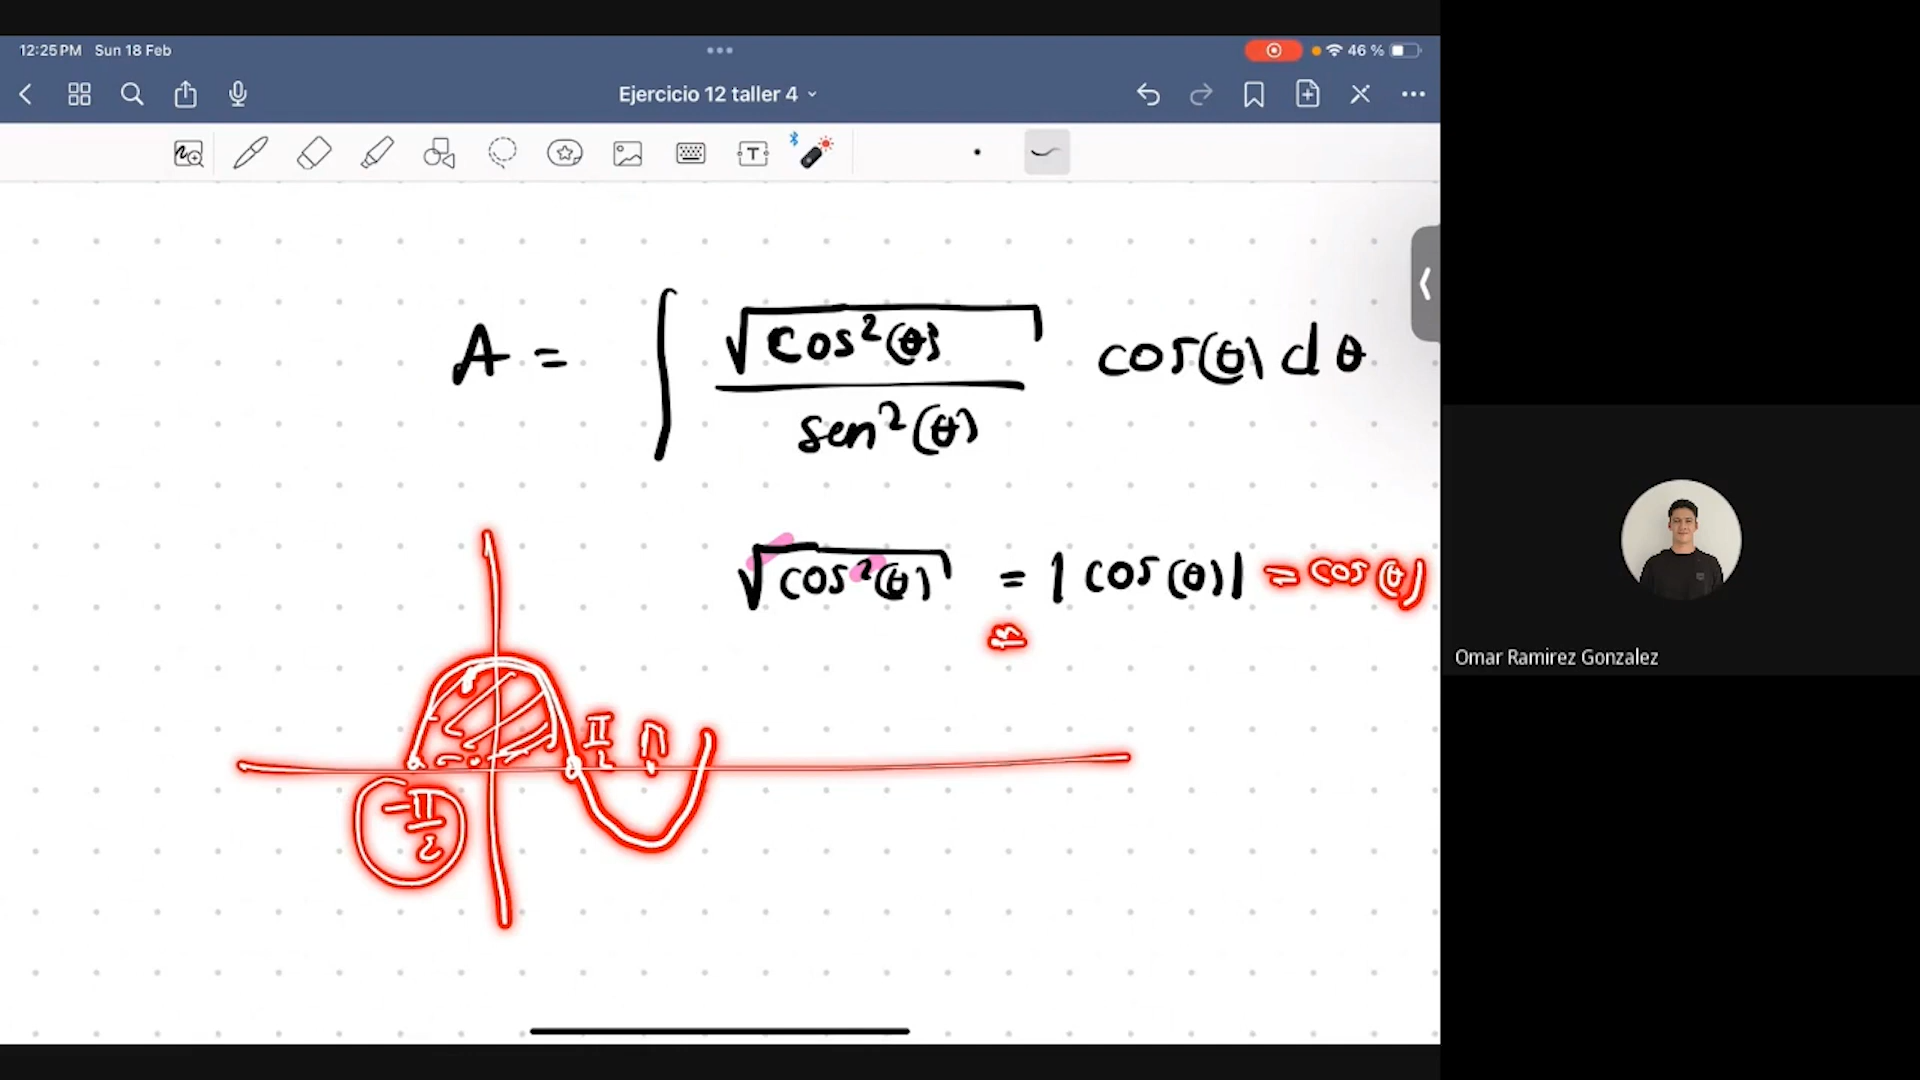 12:25 PM Sun 18 Feb
46 %
Ejercicio 12 taller 4
A = ∫ √cos²(θ) / sen²(θ) cos(θ) dθ
√cos²(θ) = |cos(θ)| = cos(θ)
π/2
-π/2
Omar Ramirez Gonzalez